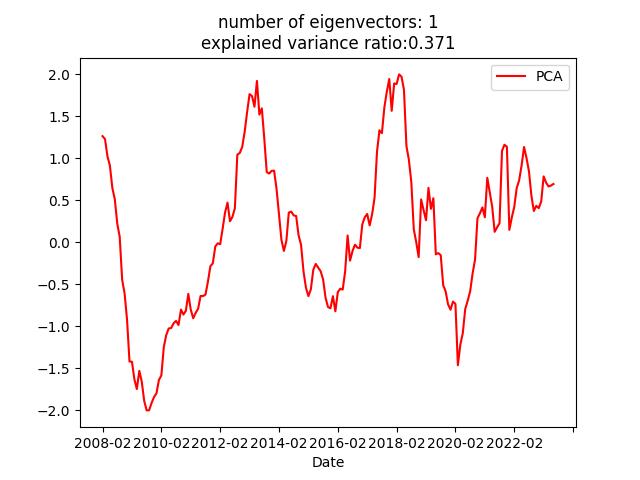 number of eigenvectors: 1
explained variance ratio:0.371
PCA
2.0
1.5
1.0
0.5
0.0
−0.5
−1.0
−1.5
−2.0
2008-02 2010-02 2012-02 2014-02 2016-02 2018-02 2020-02 2022-02
Date